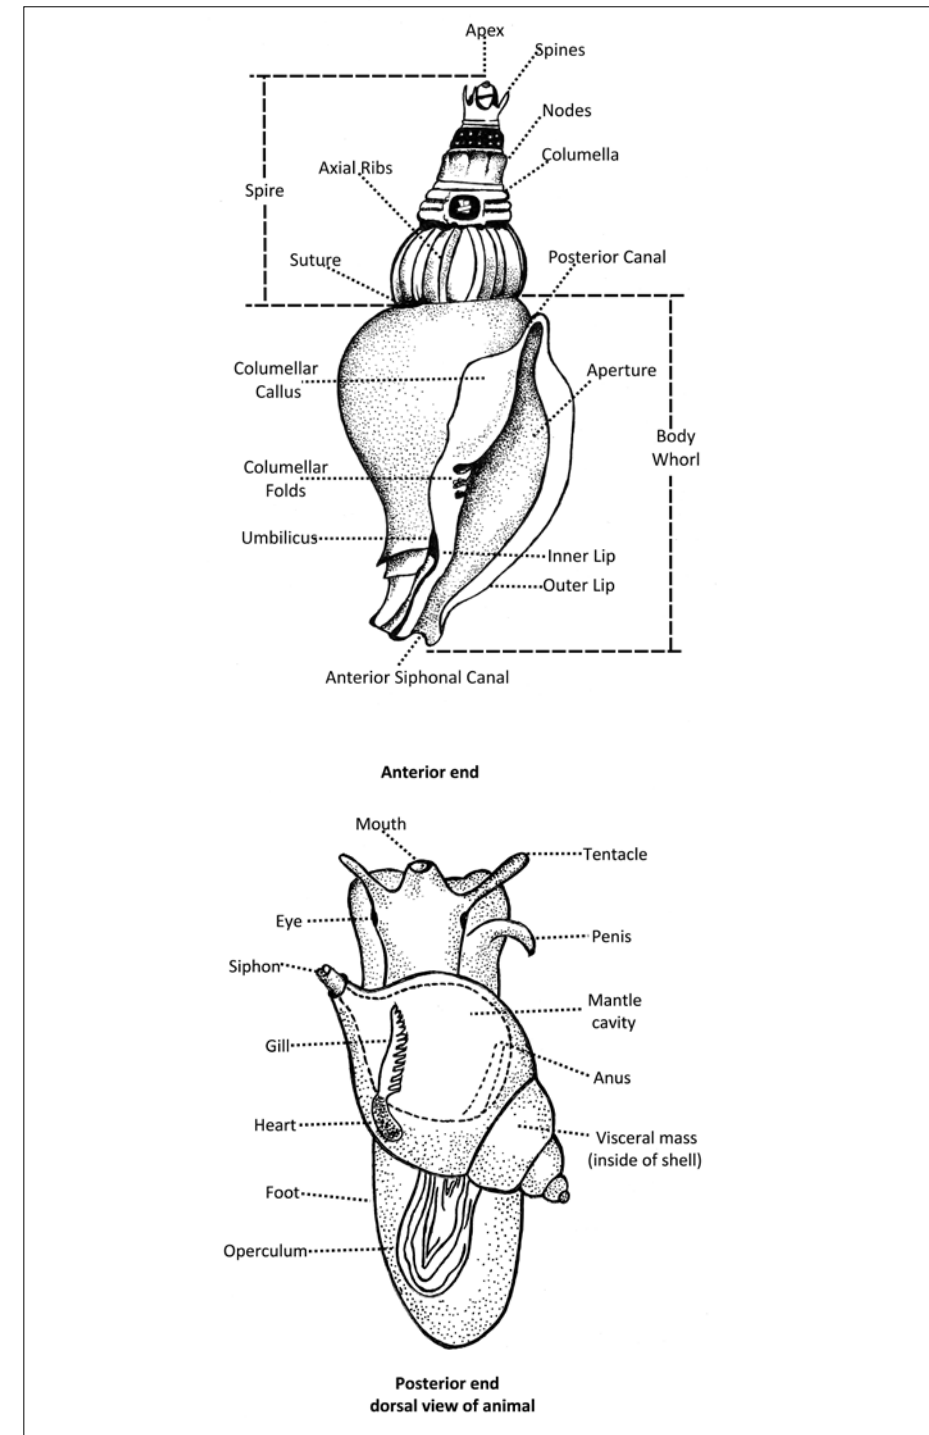 Apex
Spines
Nodes
Columella
Axial Ribs
Spire
Suture
Posterior Canal
Columellar
Callus
Aperture
Body
Whorl
Columellar
Folds
Umbilicus
Inner Lip
Outer Lip
Anterior Siphonal Canal
Anterior end
Mouth
Tentacle
Eye
Penis
Siphon
Mantle
cavity
Gill
Anus
Heart
Visceral mass
(inside of shell)
Foot
Operculum
Posterior end
dorsal view of animal